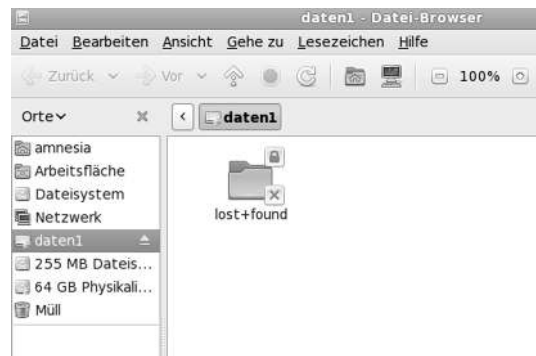 daten1 - Datei-Browser
Datei Bearbeiten Ansicht Gehe zu Lesezeichen Hilfe
Zurück Vor 100%
Orte daten1
amnesia
Arbeitsfläche
Dateisystem
Netzwerk
daten1
255 MB Dateis...
64 GB Physikali...
Müll
lost+found